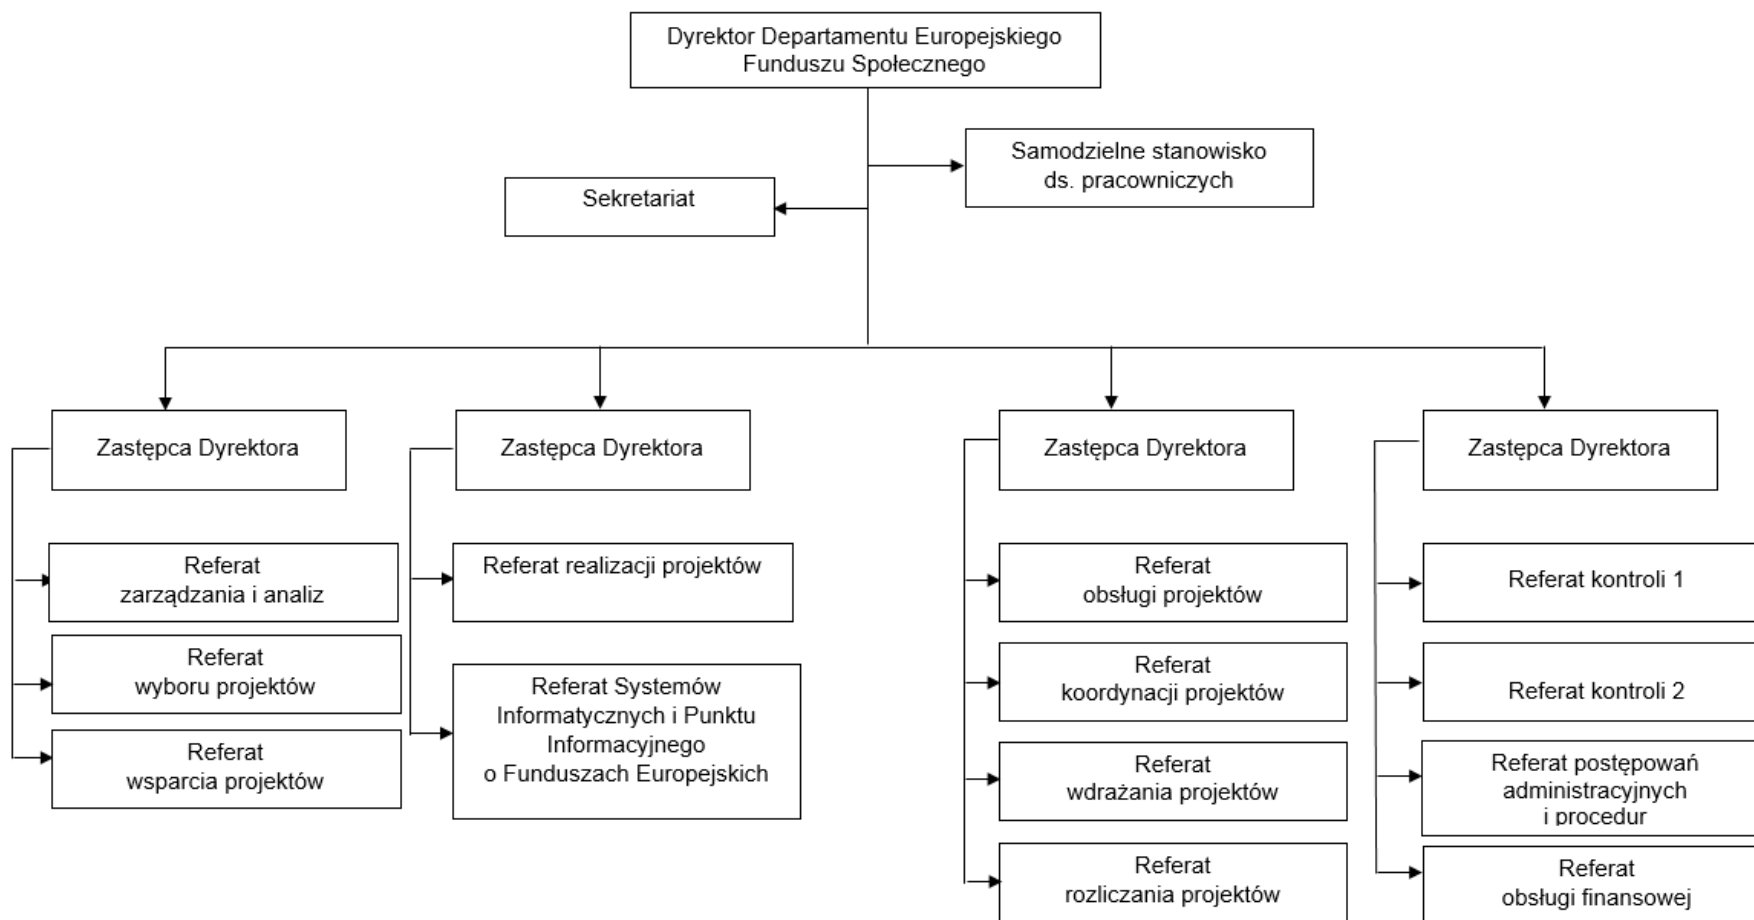 Dyrektor Departamentu Europejskiego
Funduszu Społecznego
Samodzielne stanowisko
ds. pracowniczych
Sekretariat
Zastępca Dyrektora
Zastępca Dyrektora
Zastępca Dyrektora
Zastępca Dyrektora
Referat
zarządzania i analiz
Referat
wyboru projektów
Referat
wsparcia projektów
Referat realizacji projektów
Referat Systemów
Informatycznych i Punktu
Informacyjnego
o Funduszach Europejskich
Referat
obsługi projektów
Referat
koordynacji projektów
Referat
wdrażania projektów
Referat
rozliczania projektów
Referat kontroli 1
Referat kontroli 2
Referat postępowań
administracyjnych
i procedur
Referat
obsługi finansowej